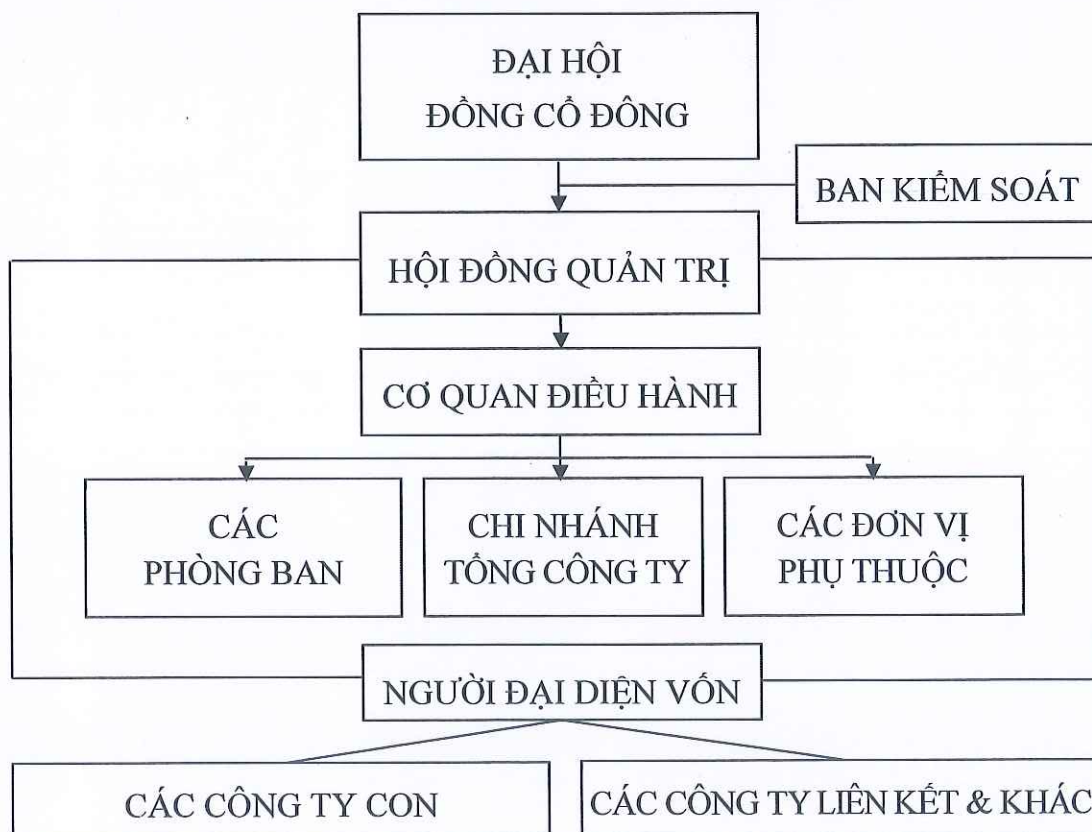 ĐẠI HỘI
ĐỒNG CỔ ĐÔNG
BAN KIỂM SOÁT
HỘI ĐỒNG QUẢN TRỊ
CƠ QUAN ĐIỀU HÀNH
CÁC
PHÒNG BAN
CHI NHÁNH
TỔNG CÔNG TY
CÁC ĐƠN VỊ
PHỤ THUỘC
NGƯỜI ĐẠI DIỆN VỐN
CÁC CÔNG TY CON
CÁC CÔNG TY LIÊN KẾT & KHÁC